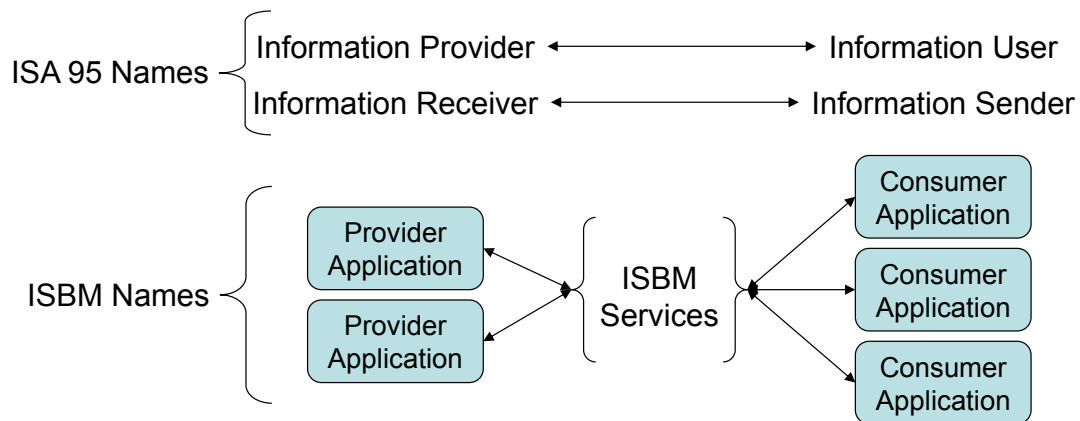 ISA 95 Names
Information Provider
Information User
Information Receiver
Information Sender
ISBM Names
Provider
Application
Provider
Application
ISBM
Services
Consumer
Application
Consumer
Application
Consumer
Application